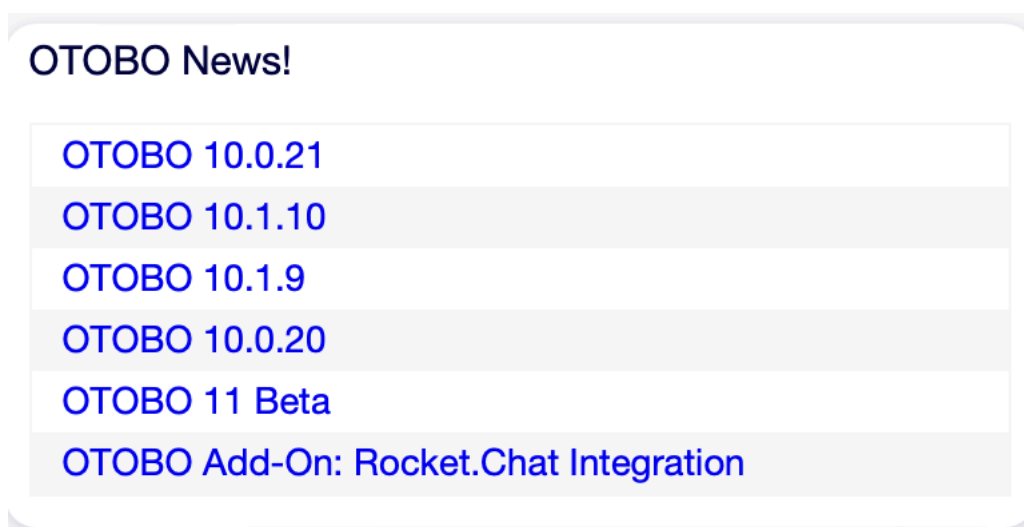 OTOBO News!
OTOBO 10.0.21
OTOBO 10.1.10
OTOBO 10.1.9
OTOBO 10.0.20
OTOBO 11 Beta
OTOBO Add-On: Rocket.Chat Integration